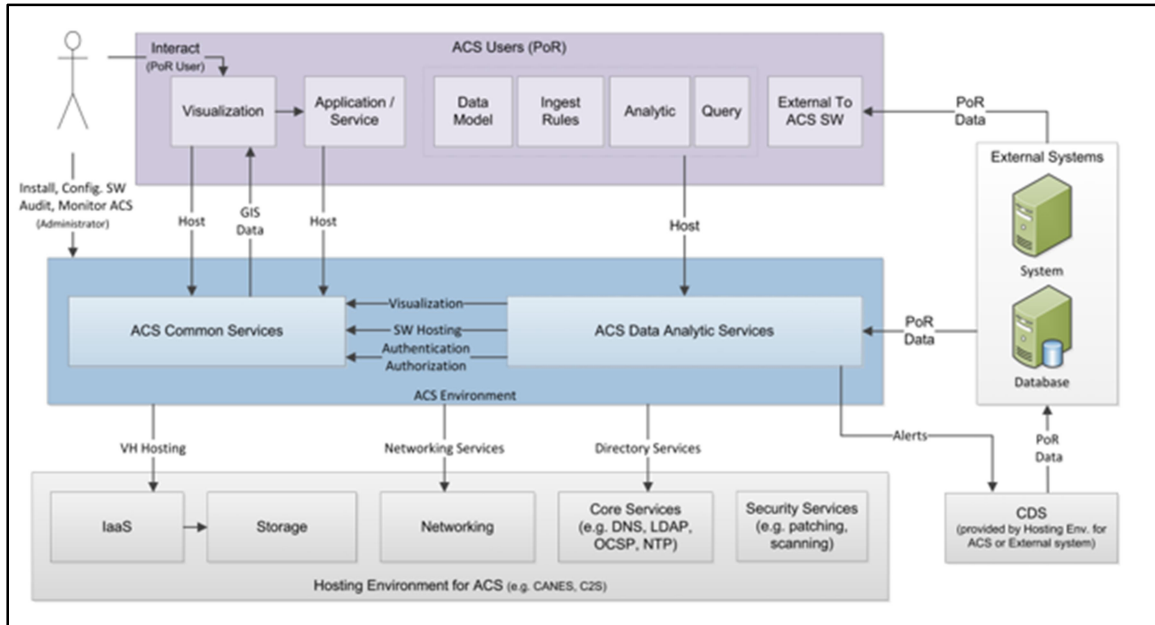 ACS Users (PoR)
Interact
(PoR User)
Visualization
Application /
Service
Data
Model
Ingest
Rules
Analytic
Query
External To
ACS SW
PoR
Data
External Systems
System
Database
Install, Config. SW
Audit, Monitor ACS
(Administrator)
Host
GIS
Data
Host
Host
ACS Common Services
Visualization
SW Hosting
Authentication
Authorization
ACS Data Analytic Services
PoR
Data
ACS Environment
VH Hosting
Networking Services
Directory Services
Alerts
PoR
Data
IaaS
Storage
Networking
Core Services
(e.g. DNS, LDAP,
OCSP, NTP)
Security Services
(e.g. patching,
scanning)
CDS
(provided by Hosting Env. for
ACS or External system)
Hosting Environment for ACS (e.g. CANES, C2S)